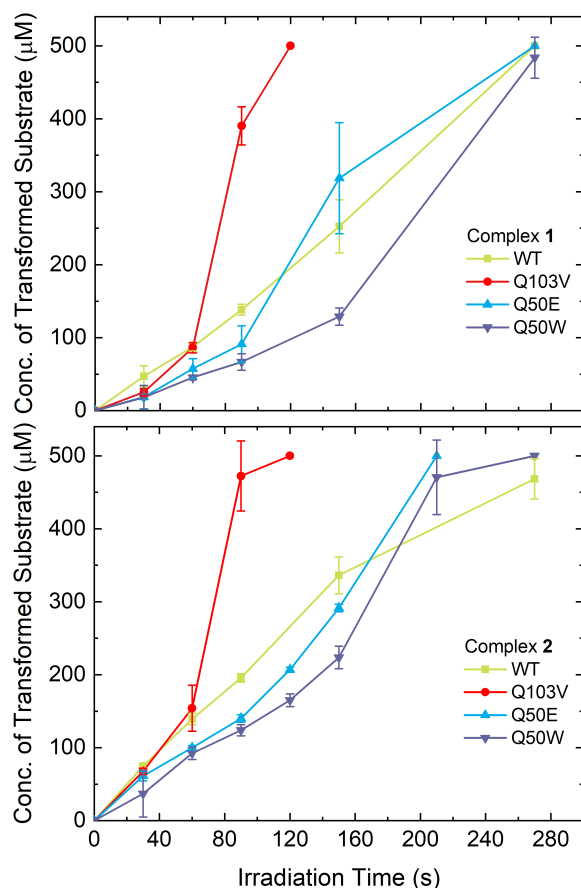 500
400
300
200
100
0
Conc. of Transformed Substrate (μM)
Complex 1
WT
Q103V
Q50E
Q50W
500
400
300
200
100
0
Conc. of Transformed Substrate (μM)
Complex 2
WT
Q103V
Q50E
Q50W
0 40 80 120 160 200 240 280
Irradiation Time (s)